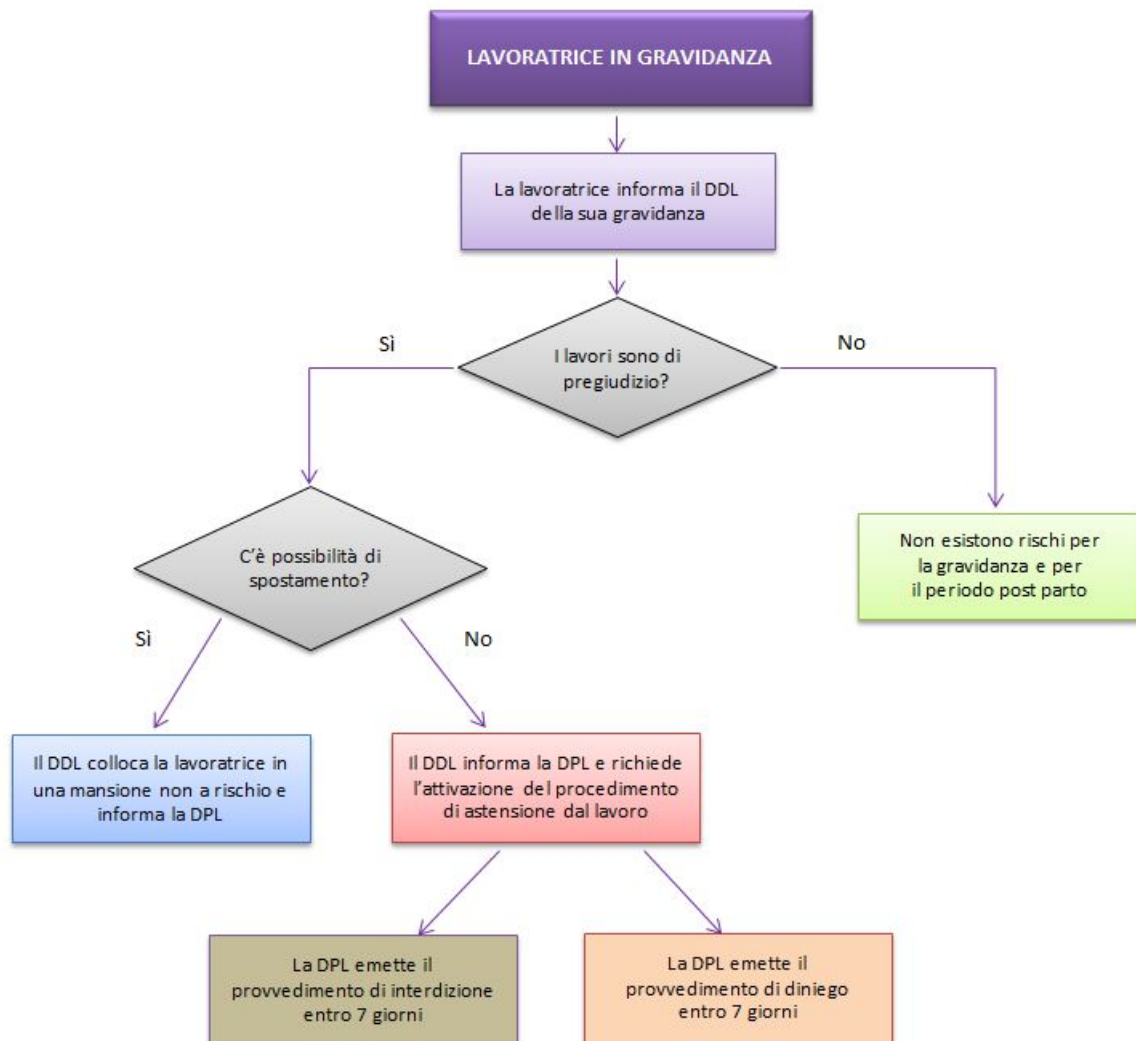 LAVORATRICE IN GRAVIDANZA
La lavoratrice informa il DDL
della sua gravidanza
I lavori sono di
pregiudizio?
Sì
No
C'è possibilità di
spostamento?
Non esistono rischi per
la gravidanza e per
il periodo post parto
Sì
No
Il DDL colloca la lavoratrice in
una mansione non a rischio e
informa la DPL
Il DDL informa la DPL e richiede
l'attivazione del procedimento
di astensione dal lavoro
La DPL emette il
provvedimento di interdizione
entro 7 giorni
La DPL emette il
provvedimento di diniego
entro 7 giorni